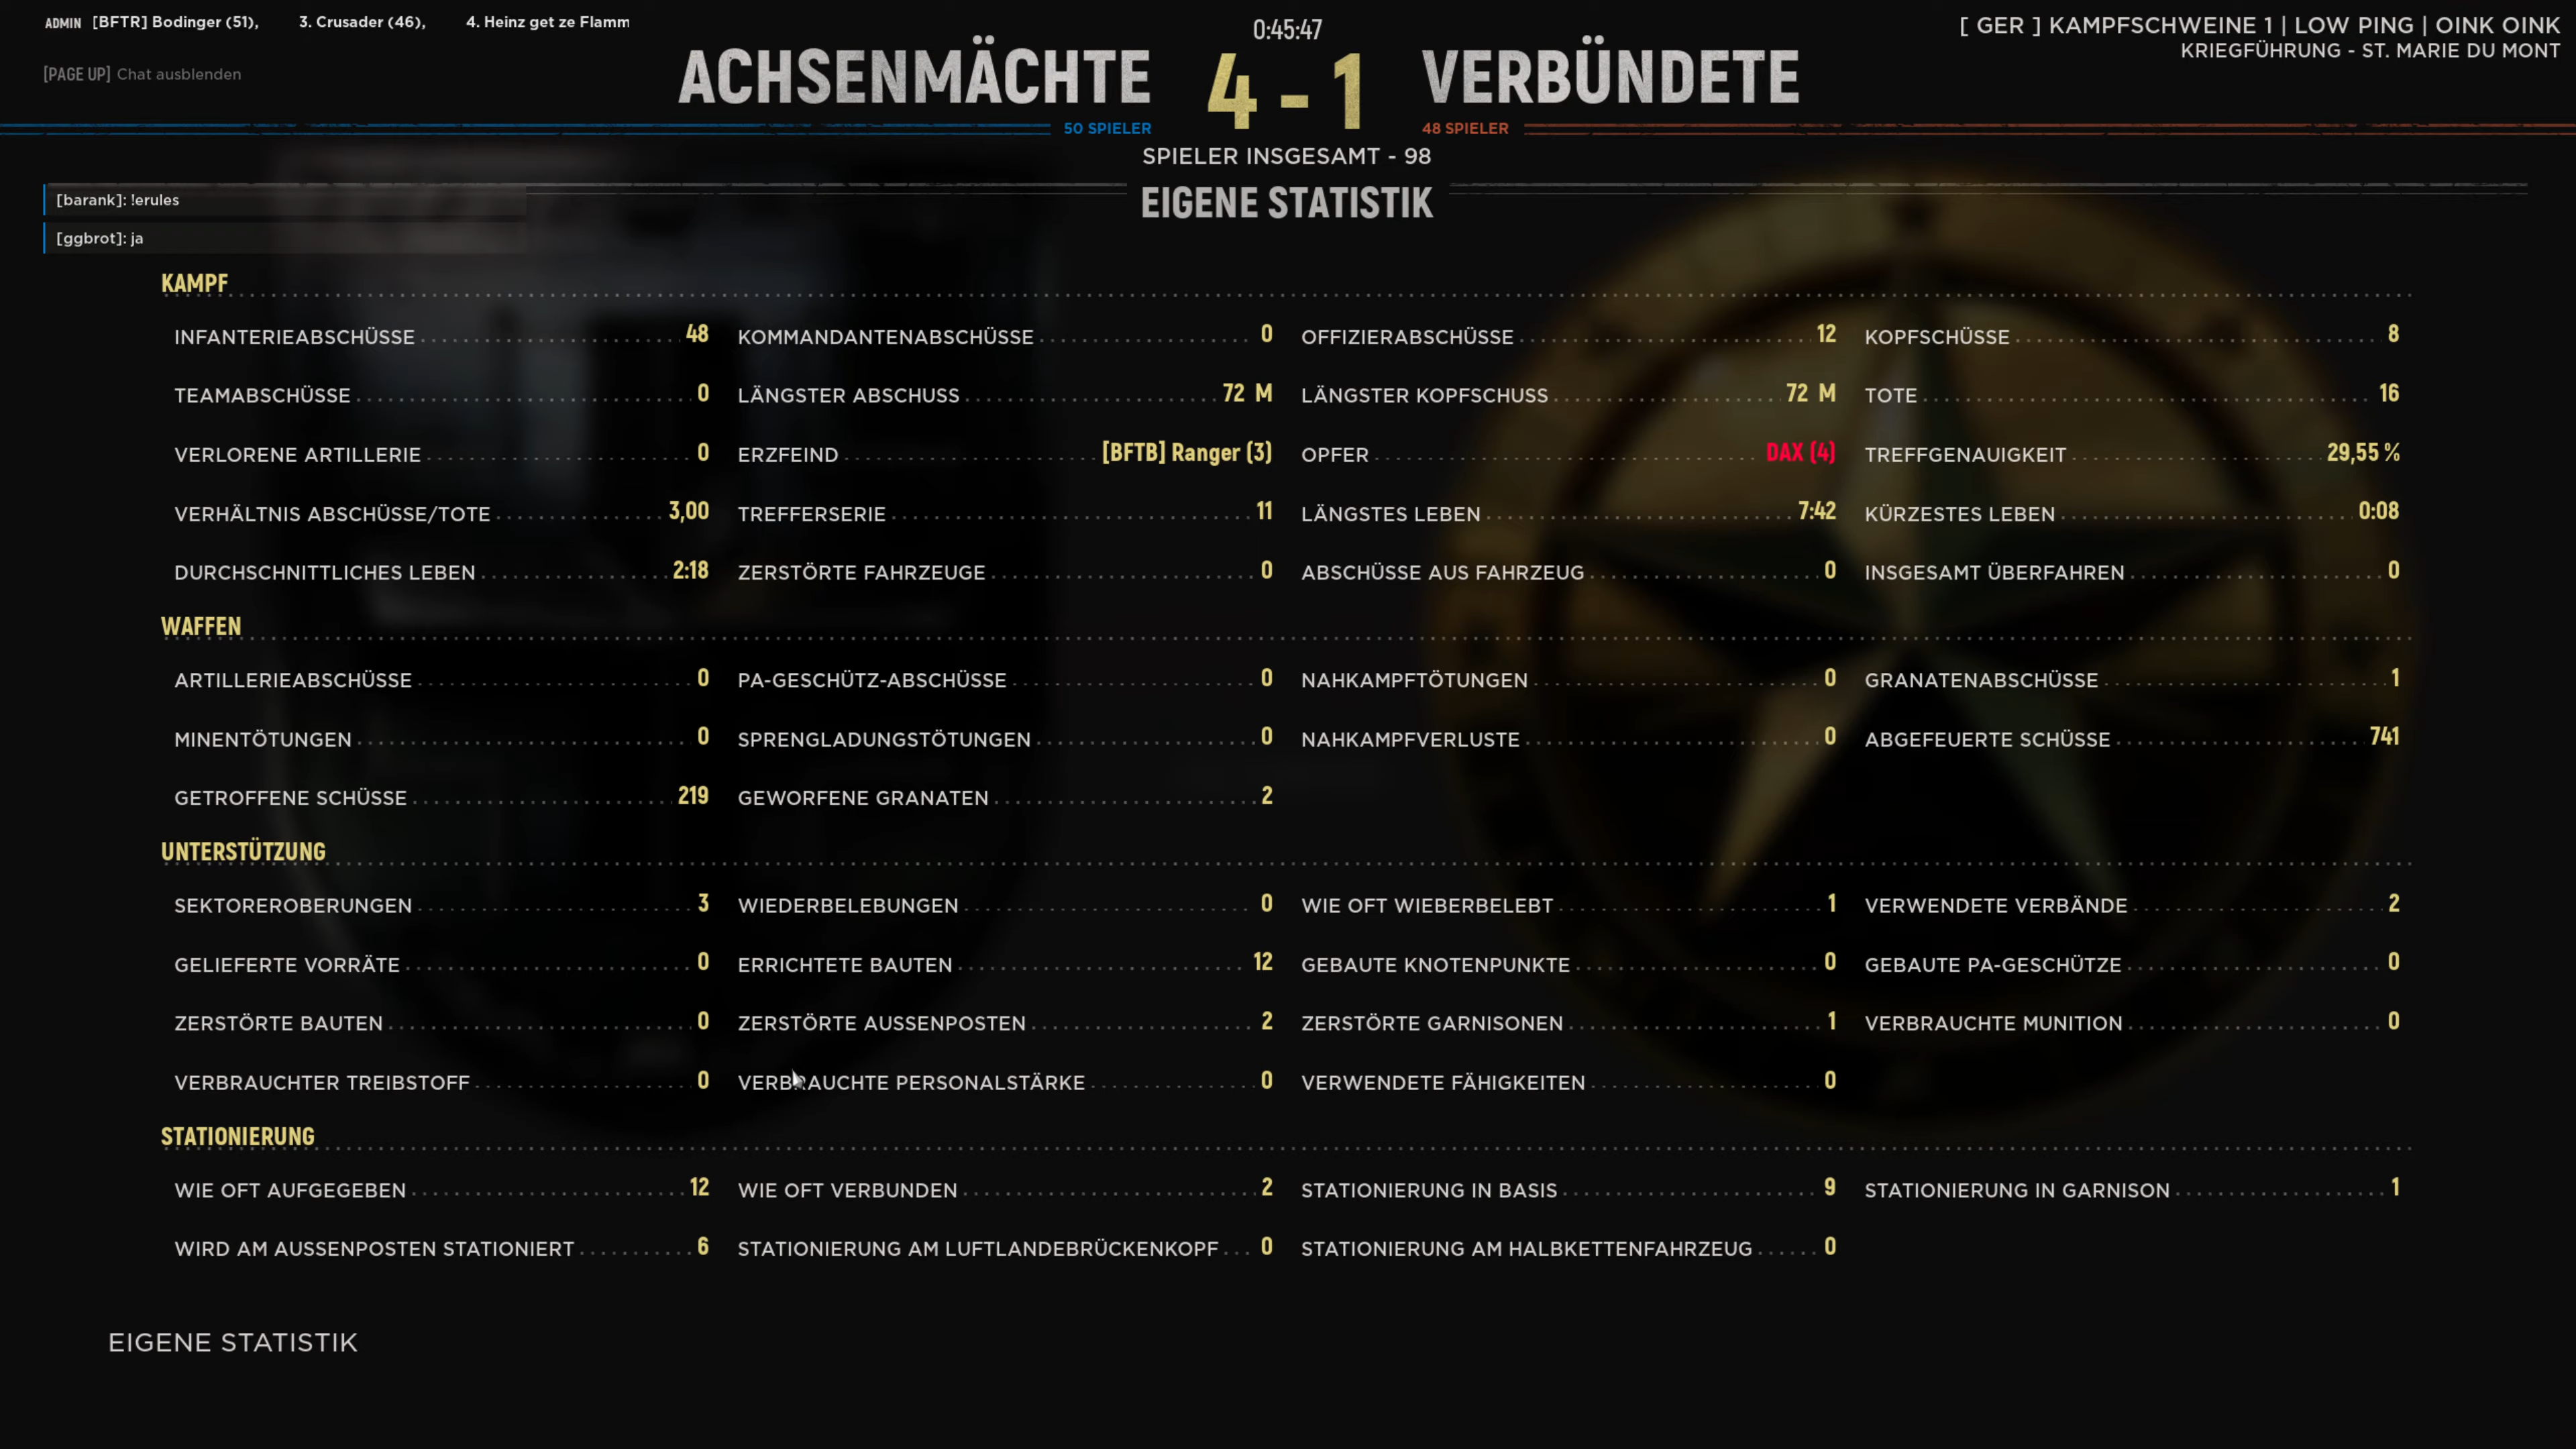 ADMIN [BFTR] Bodinger (51), 3. Crusader (46), 4. Heinz get ze Flamm
[PAGE UP] Chat ausblenden
0:45:47
ACHSENMÄCHTE 4 - 1 VERBÜNDETE
50 SPIELER 48 SPIELER
SPIELER INSGESAMT - 98
[ GER ] KAMPFSCHWEINE 1 | LOW PING | OINK OINK
KRIEGFÜHRUNG - ST. MARIE DU MONT
EIGENE STATISTIK
[barank]: !erules
[ggbrot]: ja
KAMPF
INFANTERIEABSCHÜSSE 48 KOMMANDANTENABSCHÜSSE 0 OFFIZIERABSCHÜSSE 12 KOPFSCHÜSSE 8
TEAMABSCHÜSSE 0 LÄNGSTER ABSCHUSS 72 M LÄNGSTER KOPFSCHUSS 72 M TOTE 16
VERLORENE ARTILLERIE 0 ERZFEIND [BFTB] Ranger (3) OPFER DAX (4) TREFFGENAUIGKEIT 29,55 %
VERHÄLTNIS ABSCHÜSSE/TOTE 3,00 TREFFERSERIE 11 LÄNGSTES LEBEN 7:42 KÜRZESTES LEBEN 0:08
DURCHSCHNITTLICHES LEBEN 2:18 ZERSTÖRTE FAHRZEUGE 0 ABSCHÜSSE AUS FAHRZEUG 0 INSGESAMT ÜBERFAHREN 0
WAFFEN
ARTILLERIEABSCHÜSSE 0 PA-GESCHÜTZ-ABSCHÜSSE 0 NAHKAMPFTÖTUNGEN 0 GRANATENABSCHÜSSE 1
MINENTÖTUNGEN 0 SPRENGLADUNGSTÖTUNGEN 0 NAHKAMPFVERLUSTE 0 ABGEFEUERTE SCHÜSSE 741
GETROFFENE SCHÜSSE 219 GEWORFENE GRANATEN 2
UNTERSTÜTZUNG
SEKTOREROBERUNGEN 3 WIEDERBELEBUNGEN 0 WIE OFT WIEBERBELEBT 1 VERWENDETE VERBÄNDE 2
GELIEFERTE VORRÄTE 0 ERRICHTETE BAUTEN 12 GEBAUTE KNOTENPUNKTE 0 GEBAUTE PA-GESCHÜTZE 0
ZERSTÖRTE BAUTEN 0 ZERSTÖRTE AUSSENPOSTEN 2 ZERSTÖRTE GARNISONEN 1 VERBRAUCHTE MUNITION 0
VERBRAUCHTER TREIBSTOFF 0 VERBRAUCHTE PERSONALSTÄRKE 0 VERWENDETE FÄHIGKEITEN 0
STATIONIERUNG
WIE OFT AUFGEGEBEN 12 WIE OFT VERBUNDEN 2 STATIONIERUNG IN BASIS 9 STATIONIERUNG IN GARNISON 1
WIRD AM AUSSENPOSTEN STATIONIERT 6 STATIONIERUNG AM LUFTLANDEBRÜCKENKOPF 0 STATIONIERUNG AM HALBKETTENFAHRZEUG 0
EIGENE STATISTIK